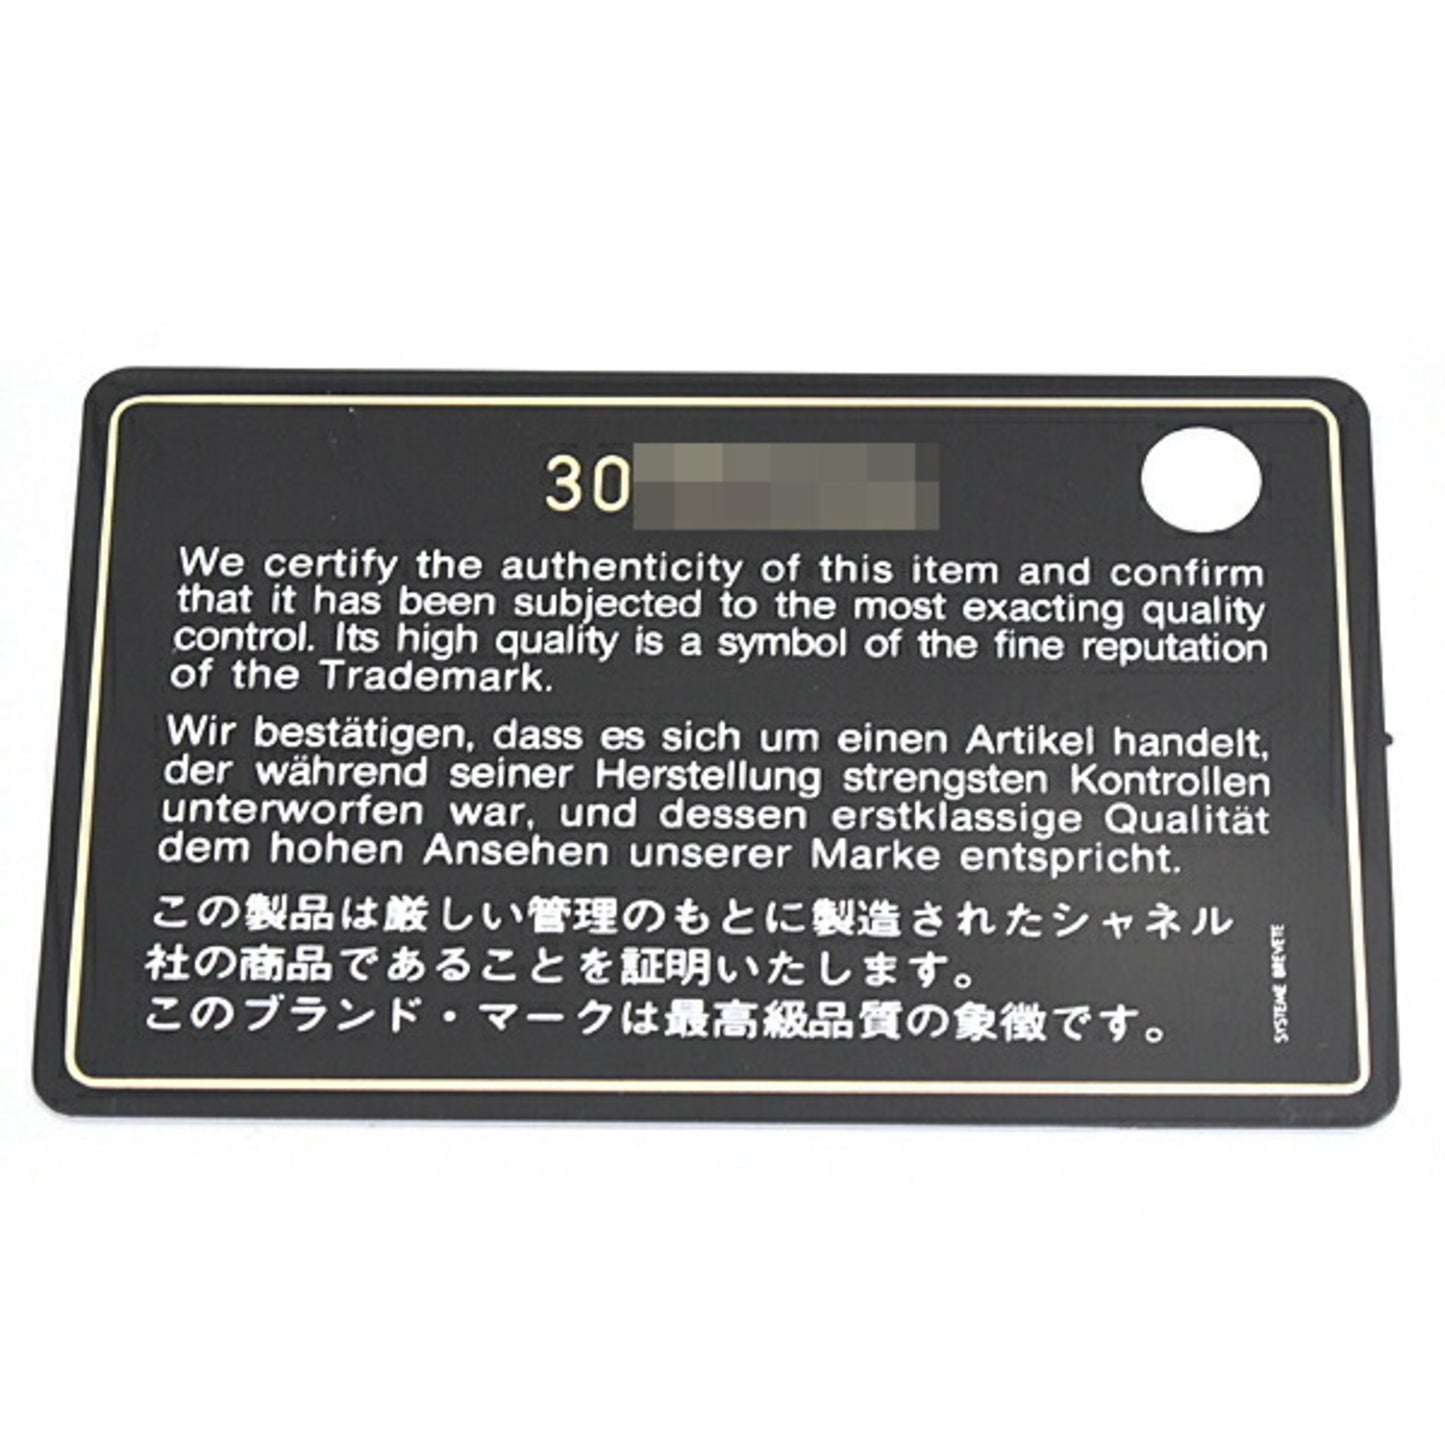 30
We certify the authenticity of this item and confirm
that it has been subjected to the most exacting quality
control. Its high quality is a symbol of the fine reputation
of the Trademark.
Wir bestätigen, dass es sich um einen Artikel handelt,
der während seiner Herstellung strengsten Kontrollen
unterworfen war, und dessen erstklassige Qualität
dem hohen Ansehen unserer Marke entspricht.
この製品は厳しい管理のもとに製造されたシャネル
社の商品であることを証明いたします。
このブランド・マークは最高級品質の象徴です。
SYSTEME BREVETE